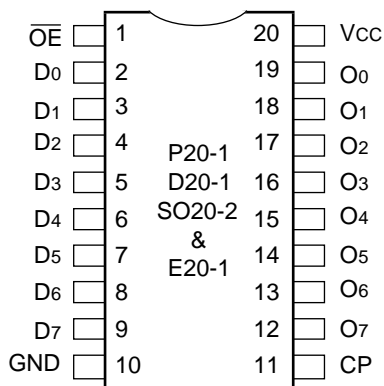 OE 1 20 VCC
D0 2 19 O0
D1 3 18 O1
D2 4 17 O2
D3 5 16 O3
D4 6 15 O4
D5 7 14 O5
D6 8 13 O6
D7 9 12 O7
GND 10 11 CP
P20-1
D20-1
SO20-2
&
E20-1